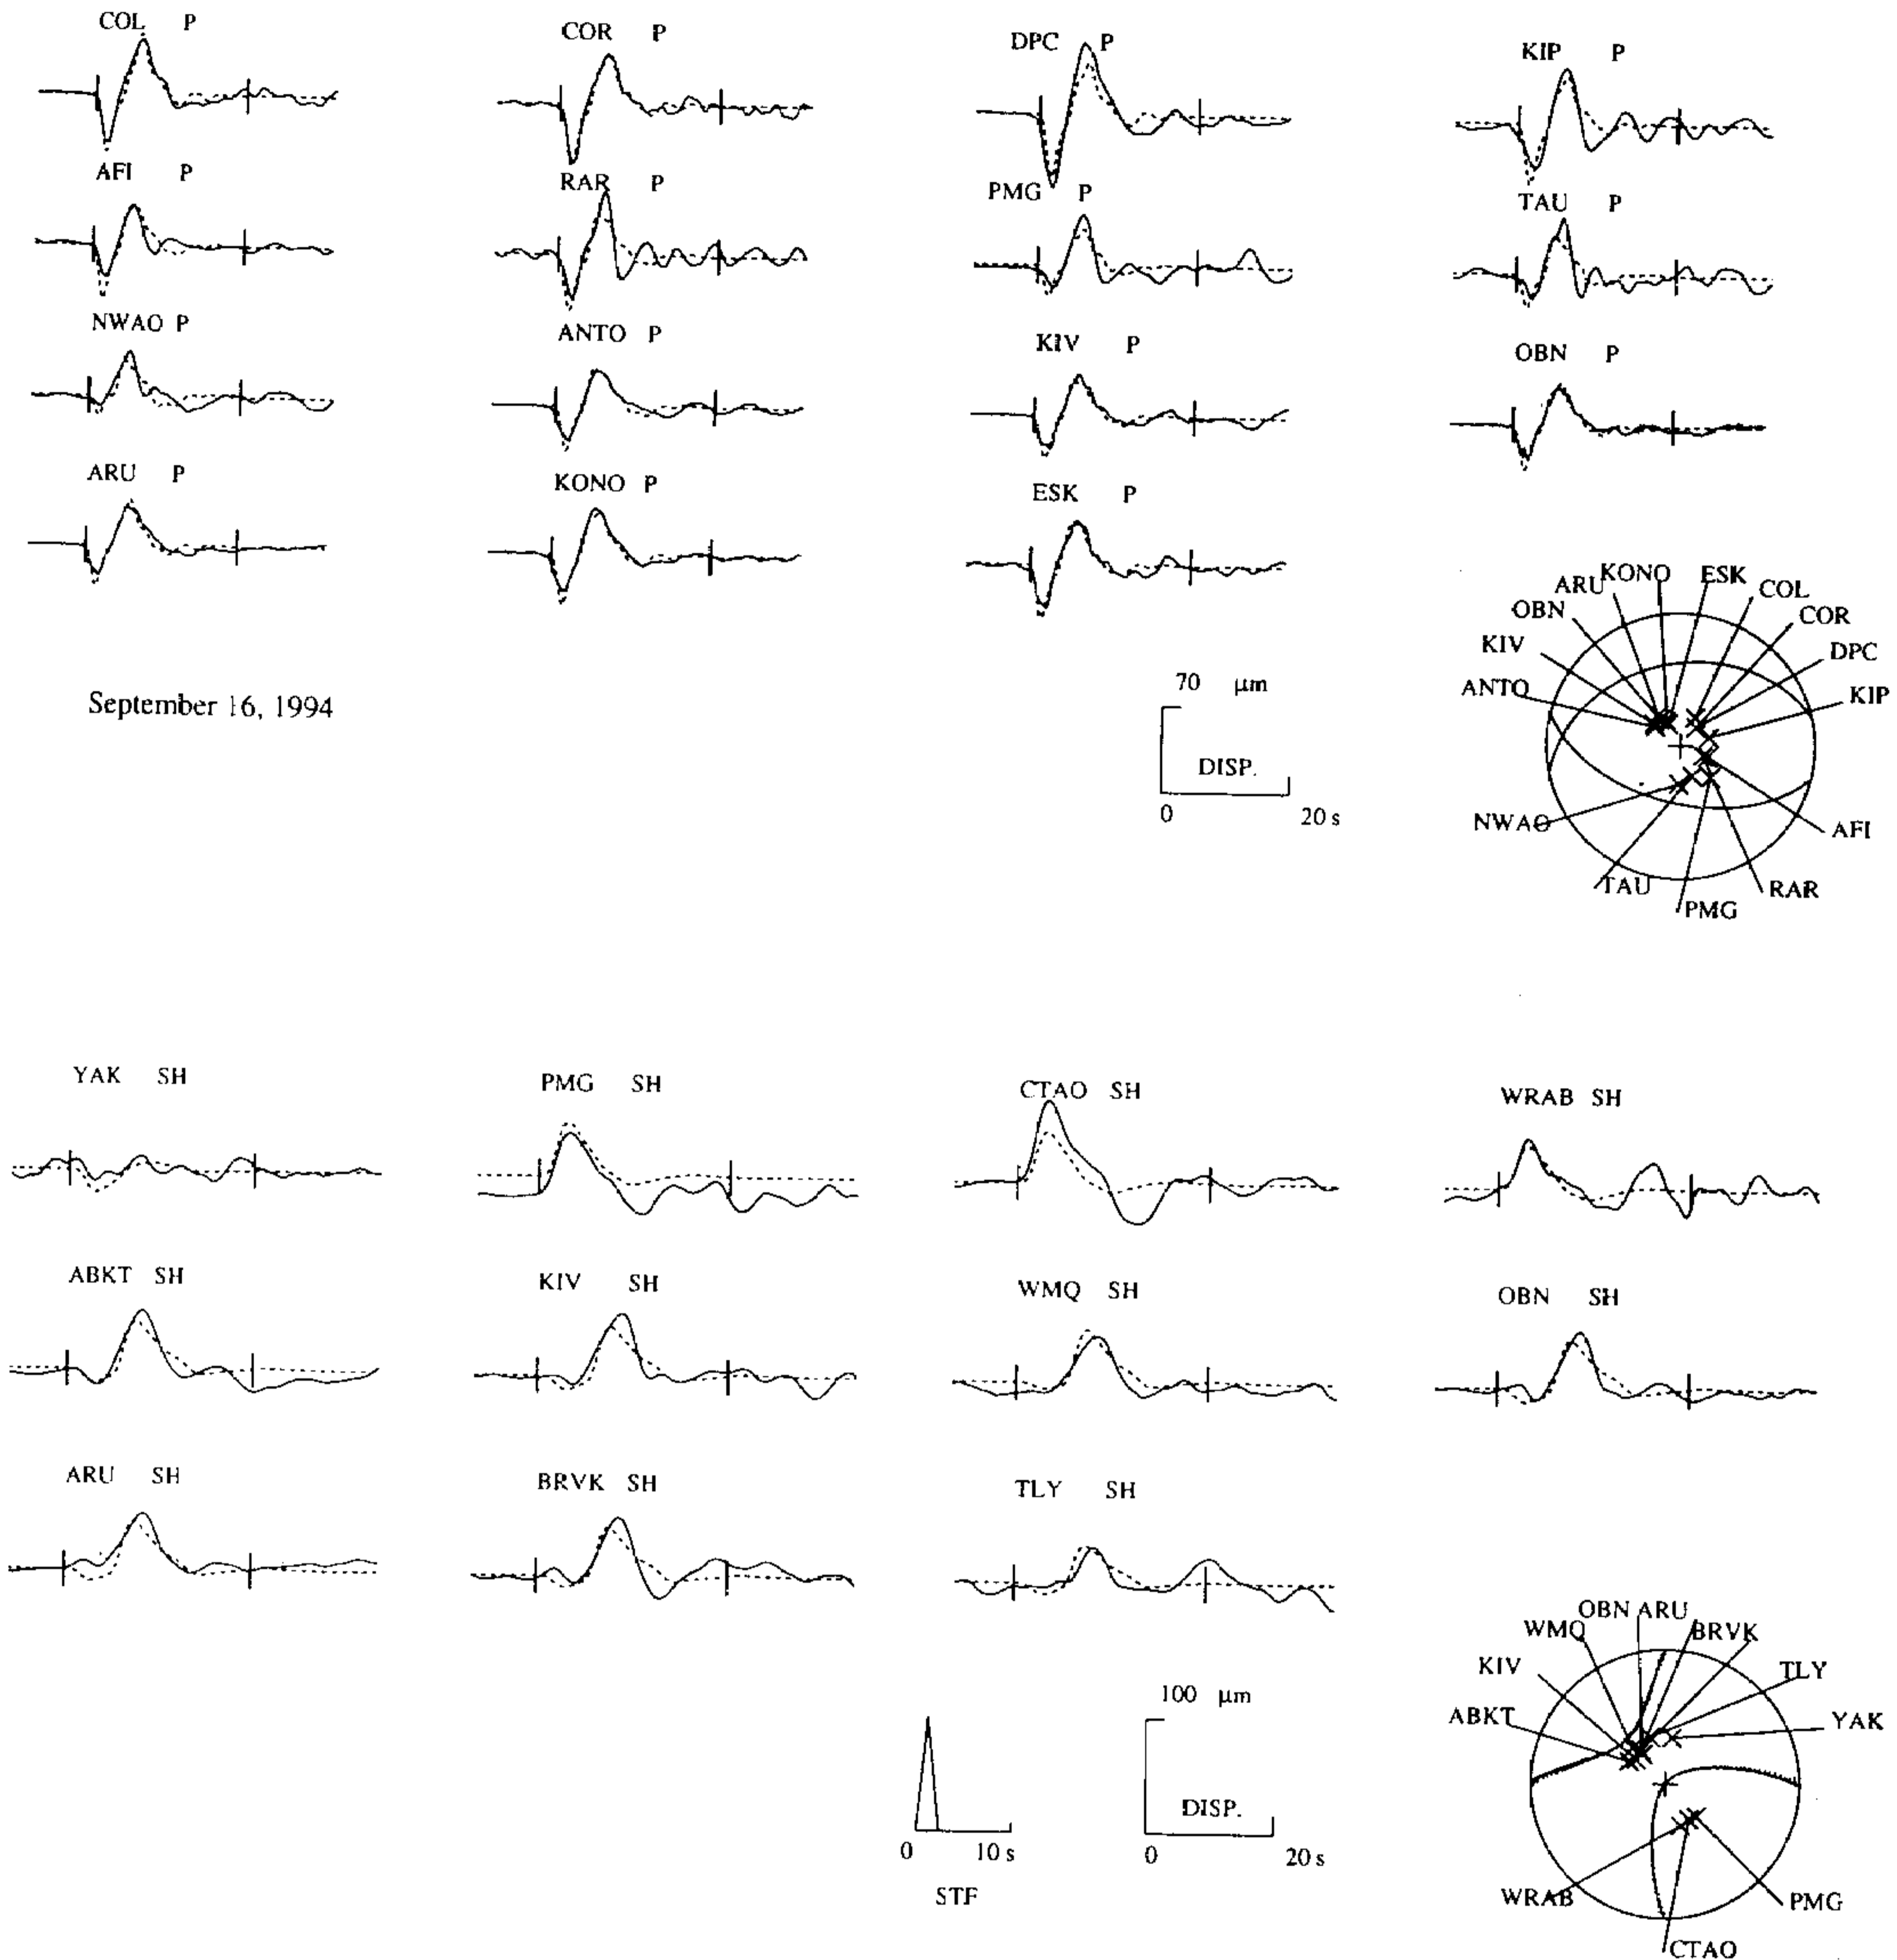 COL P COR P DPC P KIP P
AFI P RAR P PMG P TAU P
NWAO P ANTO P KIV P OBN P
ARU P KONO P ESK P
ARU KONO ESK COL
OBN COR
KIV DPC
ANTO KIP
September 16, 1994
70 μm
DISP.
0 20 s
NWAO AFI
TAU RAR
PMG
YAK SH PMG SH CTAO SH WRAB SH
ABKT SH KIV SH WMQ SH OBN SH
ARU SH BRVK SH TLY SH
OBN ARU
WMQ BRVK
KIV TLY
ABKT YAK
100 μm
DISP.
0 10 s 0 20 s
STF
WRAB PMG
CTAO